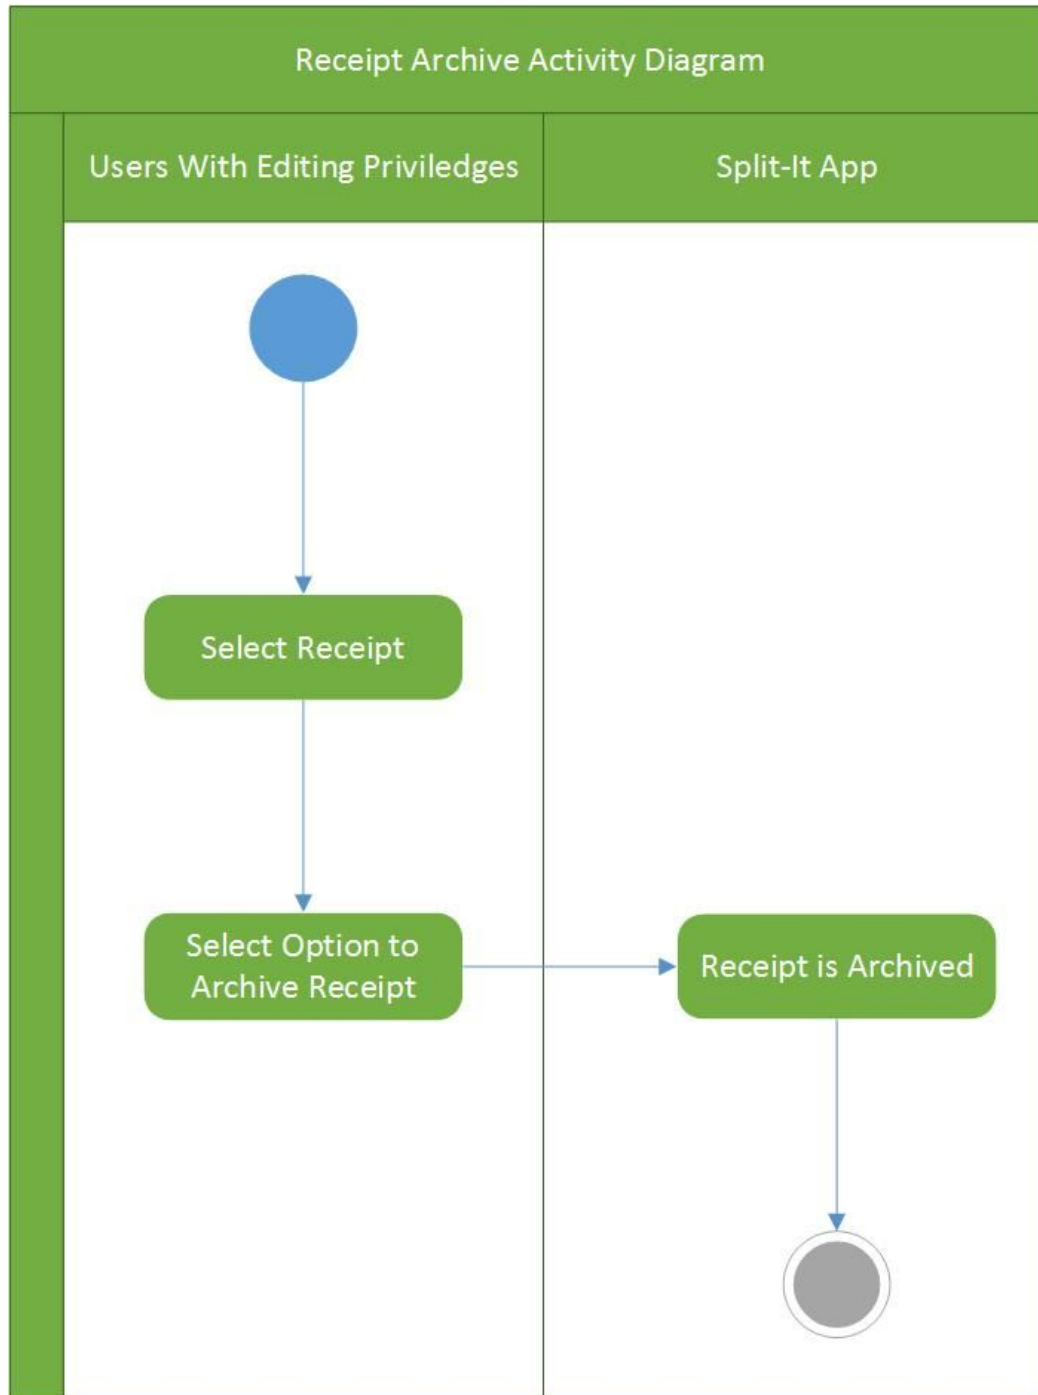 Receipt Archive Activity Diagram
Users With Editing Priviledges
Split-It App
Select Receipt
Select Option to
Archive Receipt
Receipt is Archived